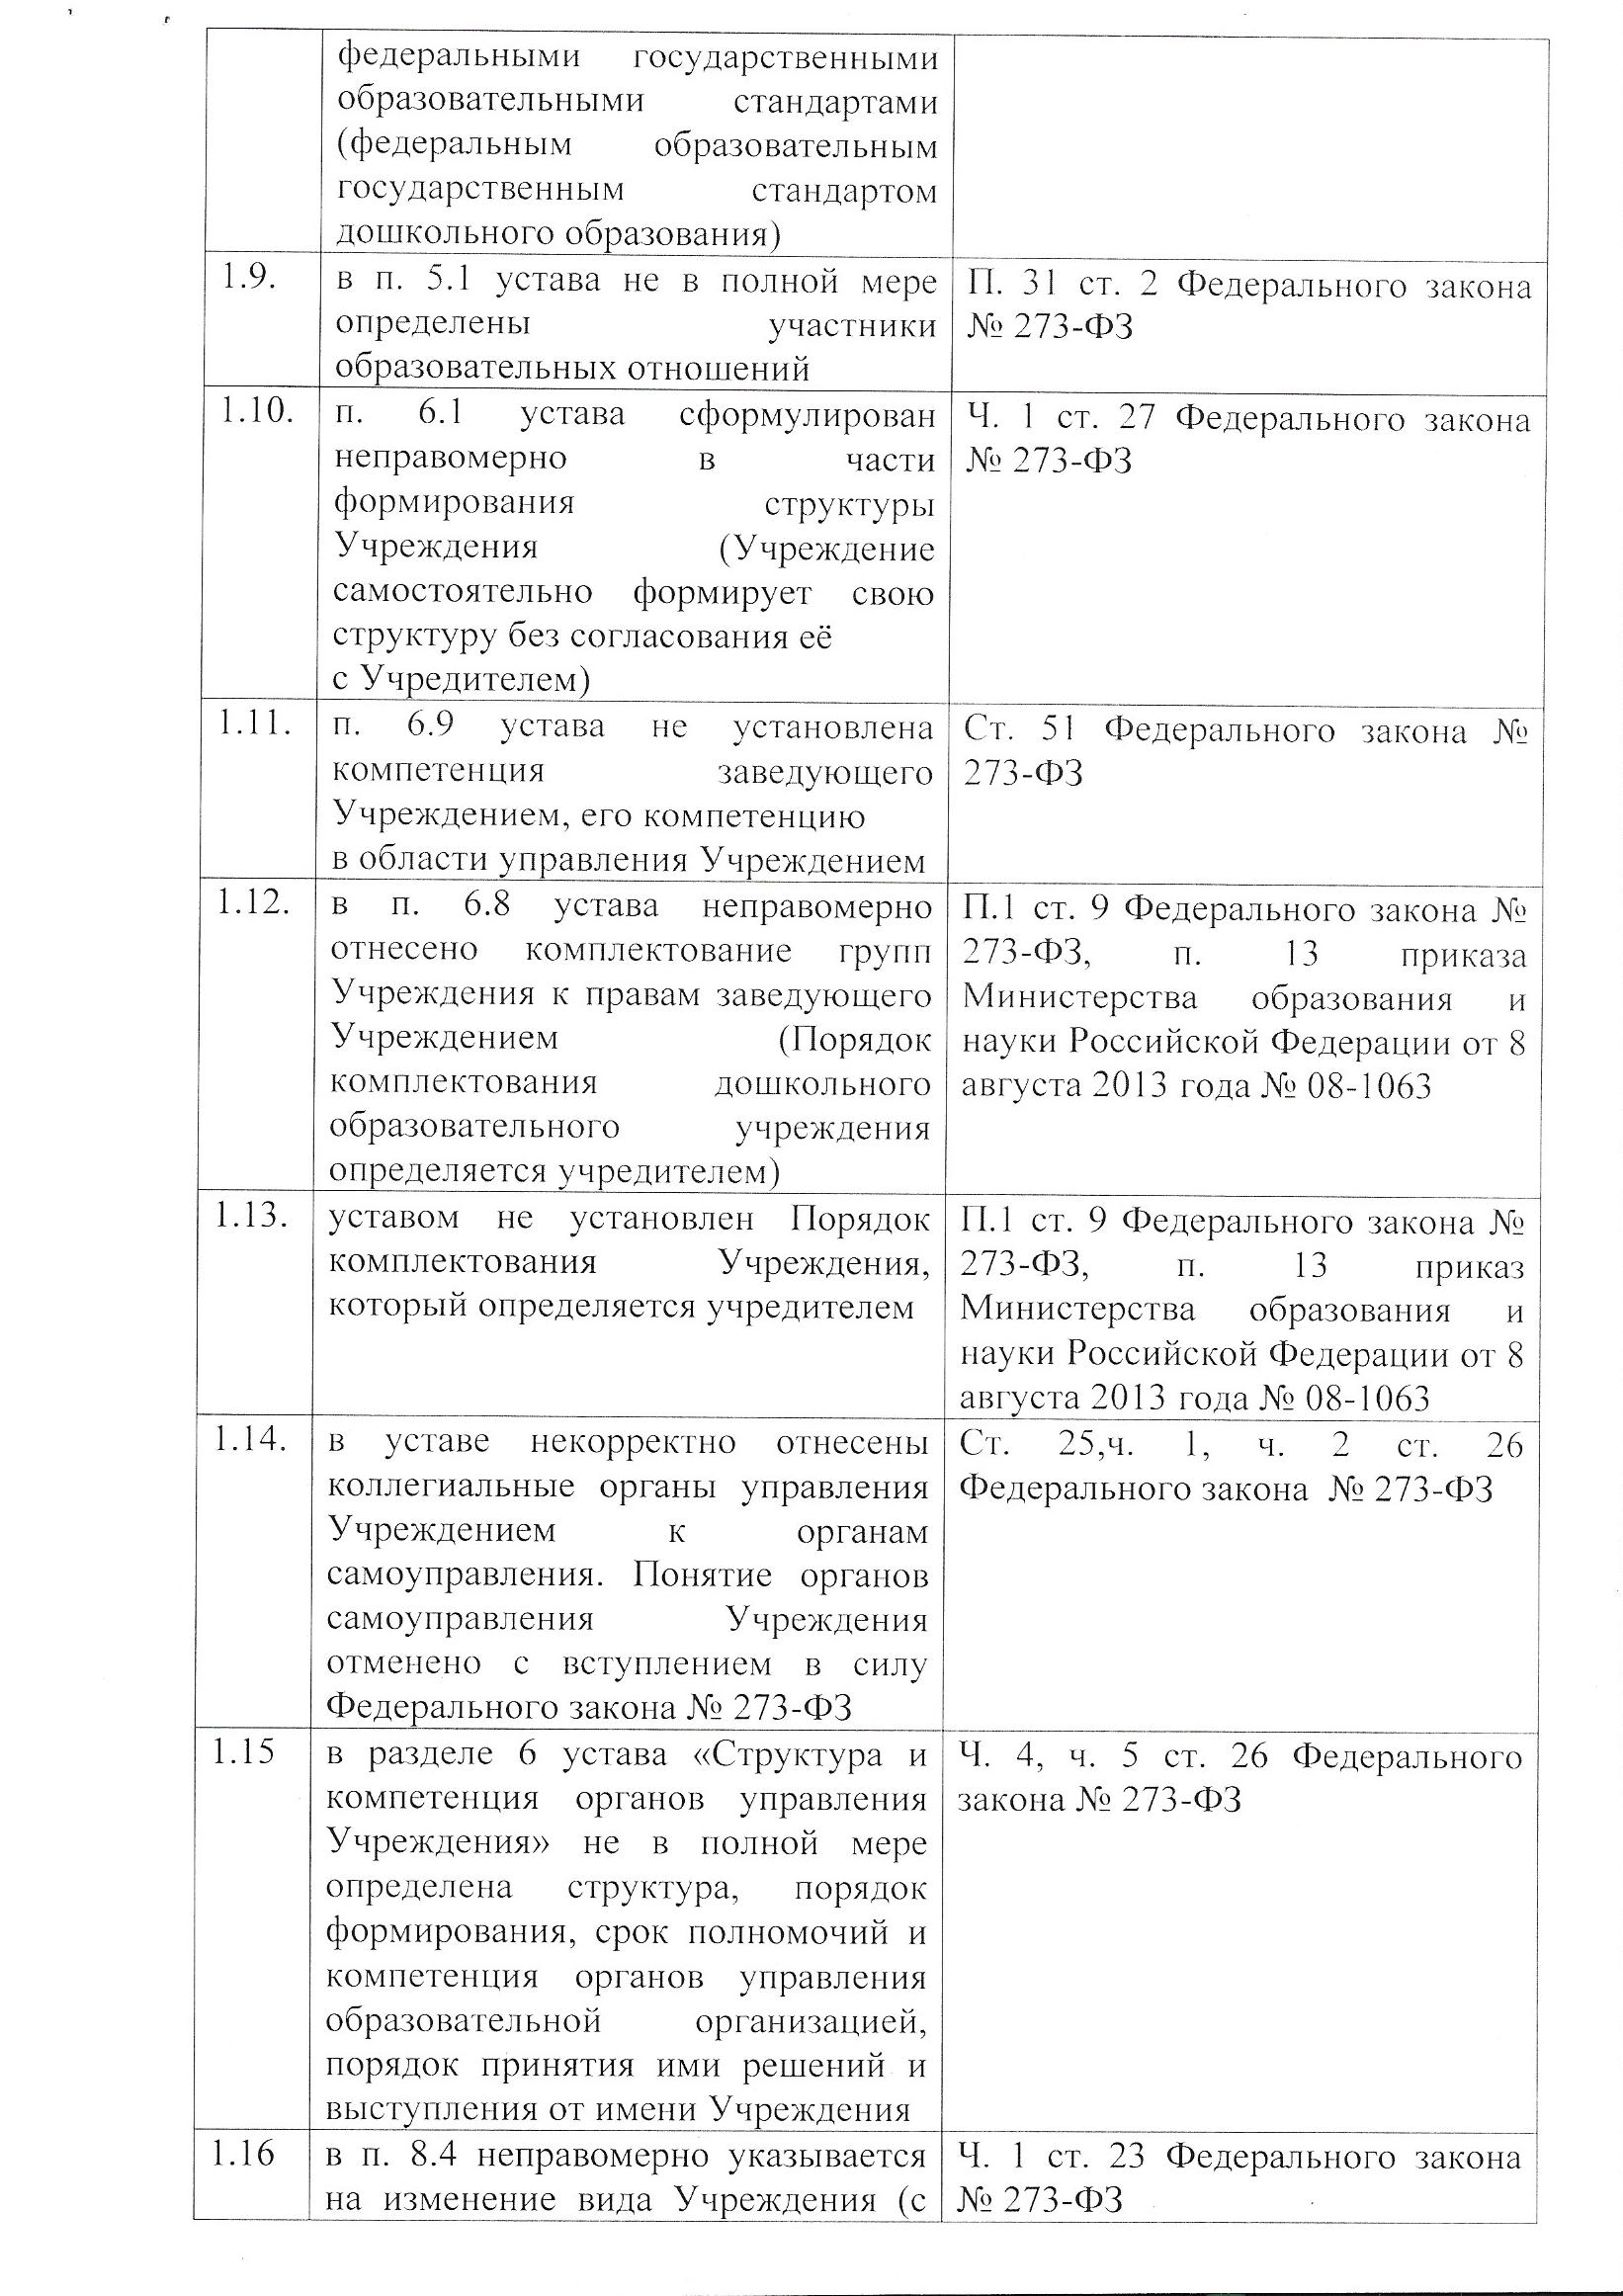 федеральными государственными
образовательными стандартами
(федеральным образовательным
государственным стандартом
дошкольного образования)
1.9.
в п. 5.1 устава не в полной мере
определены участники
образовательных отношений
П. 31 ст. 2 Федерального закона
№ 273-ФЗ
1.10.
п. 6.1 устава сформулирован
неправомерно в части
формирования структуры
Учреждения (Учреждение
самостоятельно формирует свою
структуру без согласования её
с Учредителем)
Ч. 1 ст. 27 Федерального закона
№ 273-ФЗ
1.11.
п. 6.9 устава не установлена
компетенция заведующего
Учреждением, его компетенцию
в области управления Учреждением
Ст. 51 Федерального закона №
273-ФЗ
1.12.
в п. 6.8 устава неправомерно
отнесено комплектование групп
Учреждения к правам заведующего
Учреждением (Порядок
комплектования дошкольного
образовательного учреждения
определяется учредителем)
П.1 ст. 9 Федерального закона №
273-ФЗ, п. 13 приказа
Министерства образования и
науки Российской Федерации от 8
августа 2013 года № 08-1063
1.13.
уставом не установлен Порядок
комплектования Учреждения,
который определяется учредителем
П.1 ст. 9 Федерального закона №
273-ФЗ, п. 13 приказ
Министерства образования и
науки Российской Федерации от 8
августа 2013 года № 08-1063
1.14.
в уставе некорректно отнесены
коллегиальные органы управления
Учреждением к органам
самоуправления. Понятие органов
самоуправления Учреждения
отменено с вступлением в силу
Федерального закона № 273-ФЗ
Ст. 25,ч. 1, ч. 2 ст. 26
Федерального закона № 273-ФЗ
1.15
в разделе 6 устава «Структура и
компетенция органов управления
Учреждения» не в полной мере
определена структура, порядок
формирования, срок полномочий и
компетенция органов управления
образовательной организацией,
порядок принятия ими решений и
выступления от имени Учреждения
Ч. 4, ч. 5 ст. 26 Федерального
закона № 273-ФЗ
1.16
в п. 8.4 неправомерно указывается
на изменение вида Учреждения (с
Ч. 1 ст. 23 Федерального закона
№ 273-ФЗ